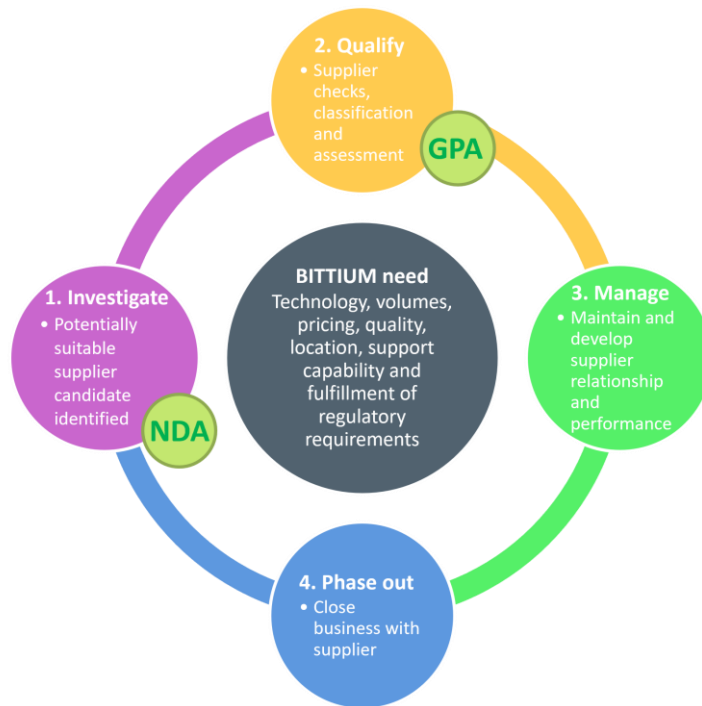 2. Qualify
• Supplier
checks,
classification
and
assessment
GPA
BITTIUM need
Technology, volumes,
pricing, quality,
location, support
capability and
fulfillment of
regulatory
requirements
1. Investigate
• Potentially
suitable
supplier
candidate
identified
NDA
3. Manage
• Maintain and
develop
supplier
relationship
and
performance
4. Phase out
• Close
business with
supplier